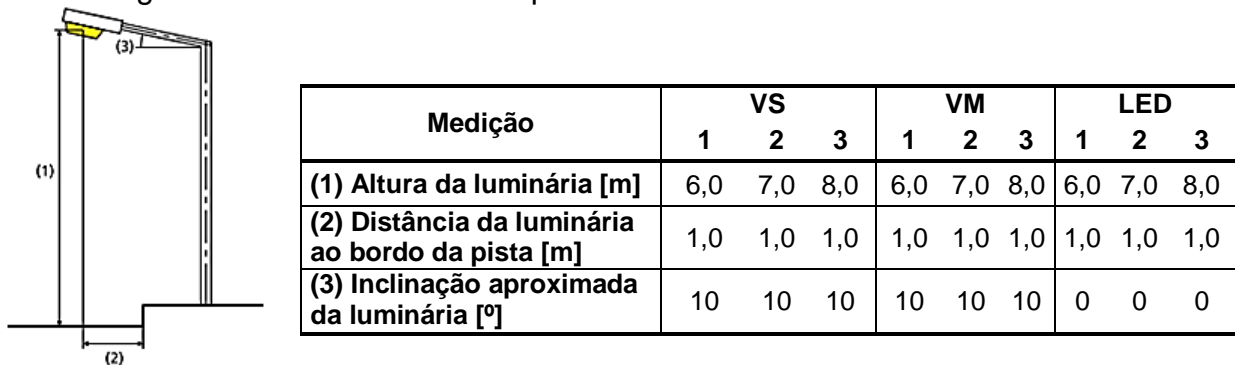 (3)
(1)
(2)
Medição VS VM LED
1 2 3 1 2 3 1 2 3
(1) Altura da luminária [m] 6,0 7,0 8,0 6,0 7,0 8,0 6,0 7,0 8,0
(2) Distância da luminária
ao bordo da pista [m] 1,0 1,0 1,0 1,0 1,0 1,0 1,0 1,0 1,0
(3) Inclinação aproximada
da luminária [º] 10 10 10 10 10 10 0 0 0